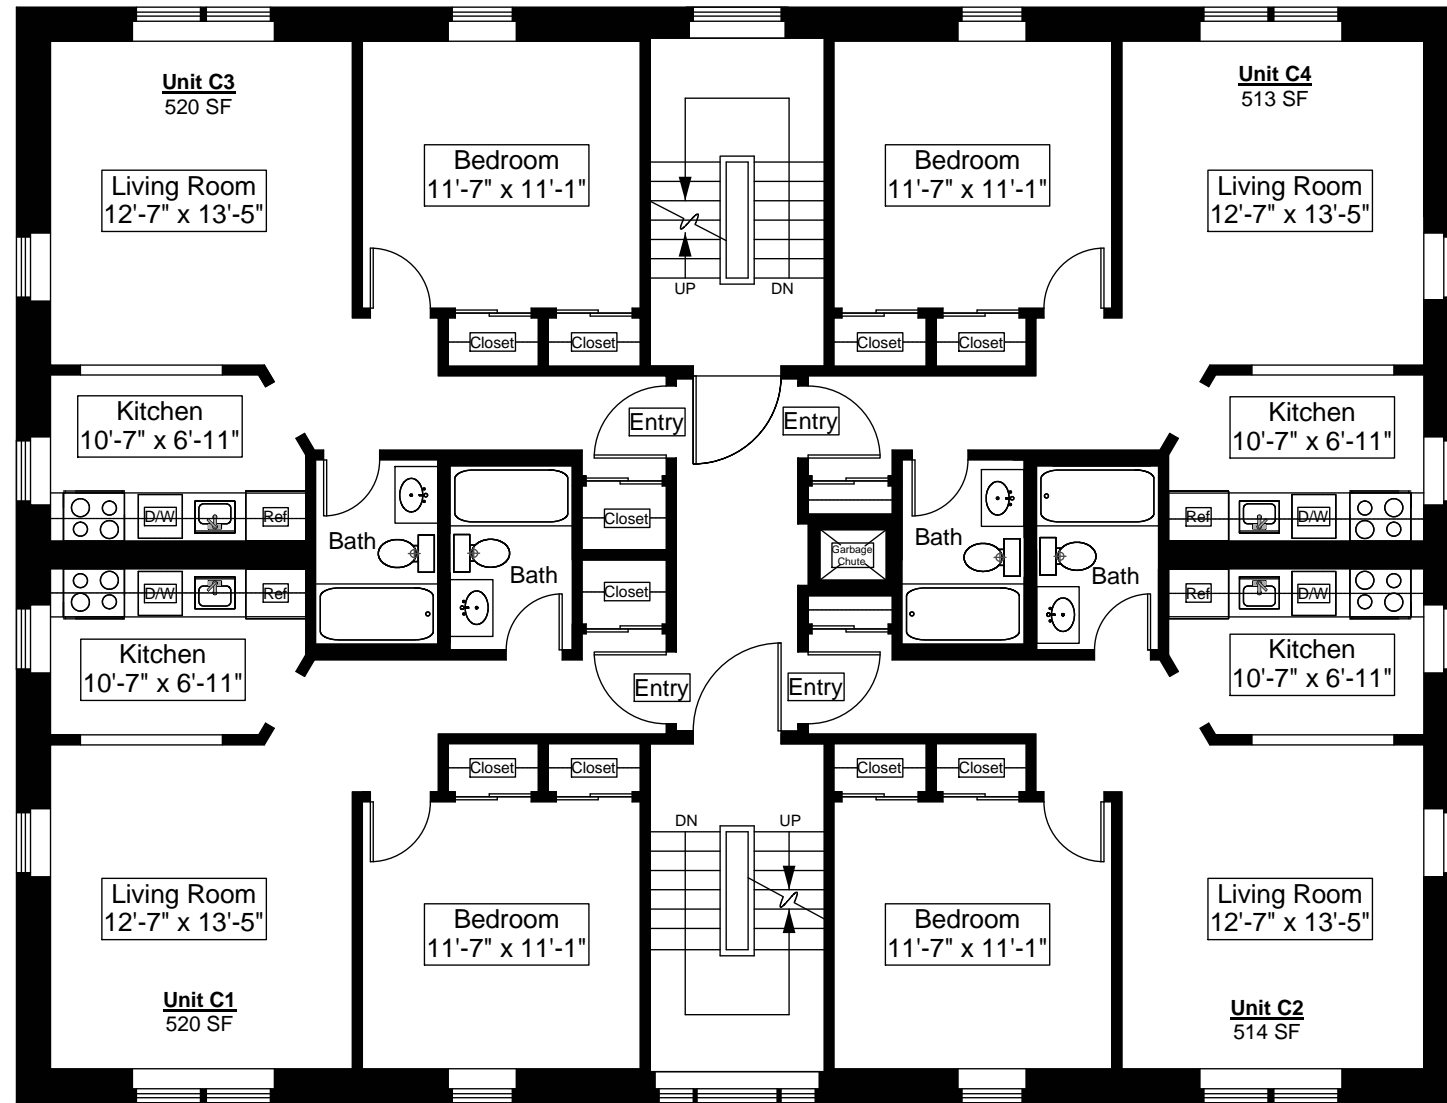 Unit C3
520 SF
Unit C4
513 SF
Bedroom
11'-7" x 11'-1"
Bedroom
11'-7" x 11'-1"
Living Room
12'-7" x 13'-5"
Living Room
12'-7" x 13'-5"
UP
DN
Closet
Closet
Closet
Closet
Kitchen
10'-7" x 6'-11"
Entry
Entry
Kitchen
10'-7" x 6'-11"
D/W
Ref
Closet
Ref
D/W
Bath
Bath
Garbage
Chute
Bath
Bath
D/W
Ref
Closet
Ref
D/W
Kitchen
10'-7" x 6'-11"
Entry
Entry
Kitchen
10'-7" x 6'-11"
Closet
Closet
Closet
Closet
DN
UP
Living Room
12'-7" x 13'-5"
Living Room
12'-7" x 13'-5"
Bedroom
11'-7" x 11'-1"
Bedroom
11'-7" x 11'-1"
Unit C1
520 SF
Unit C2
514 SF